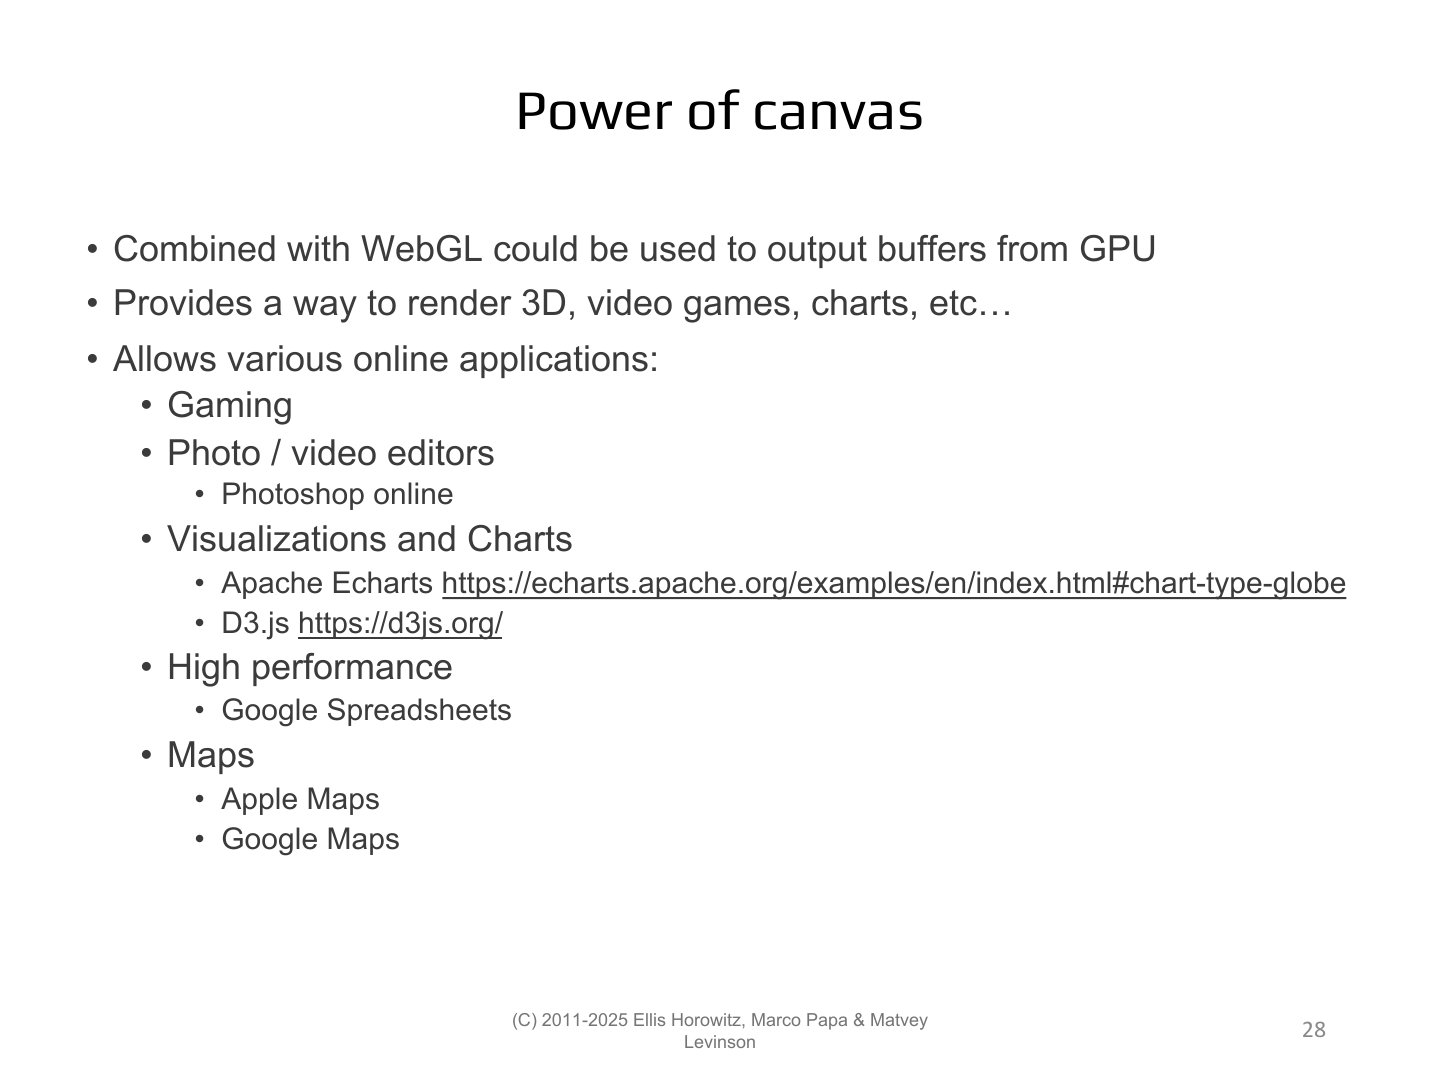 Power of canvas
• Combined with WebGL could be used to output buffers from GPU
• Provides a way to render 3D, video games, charts, etc…
• Allows various online applications:
• Gaming
• Photo / video editors
• Photoshop online
• Visualizations and Charts
• Apache Echarts https://echarts.apache.org/examples/en/index.html#chart-type-globe
• D3.js https://d3js.org/
• High performance
• Google Spreadsheets
• Maps
• Apple Maps
• Google Maps
(C) 2011-2025 Ellis Horowitz, Marco Papa & Matvey
Levinson
28